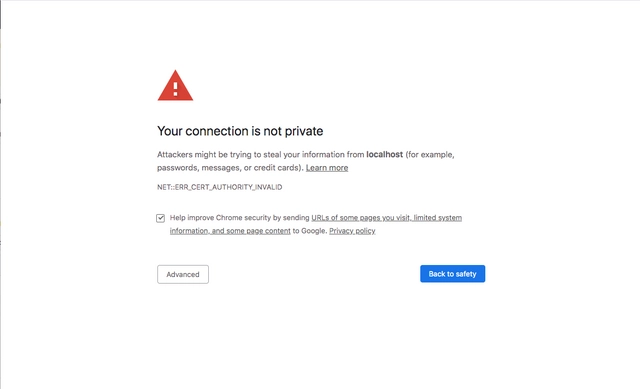 Your connection is not private
Attackers might be trying to steal your information from localhost (for example,
passwords, messages, or credit cards). Learn more
NET::ERR_CERT_AUTHORITY_INVALID
Help improve Chrome security by sending URLs of some pages you visit, limited system
information, and some page content to Google. Privacy policy
Advanced
Back to safety